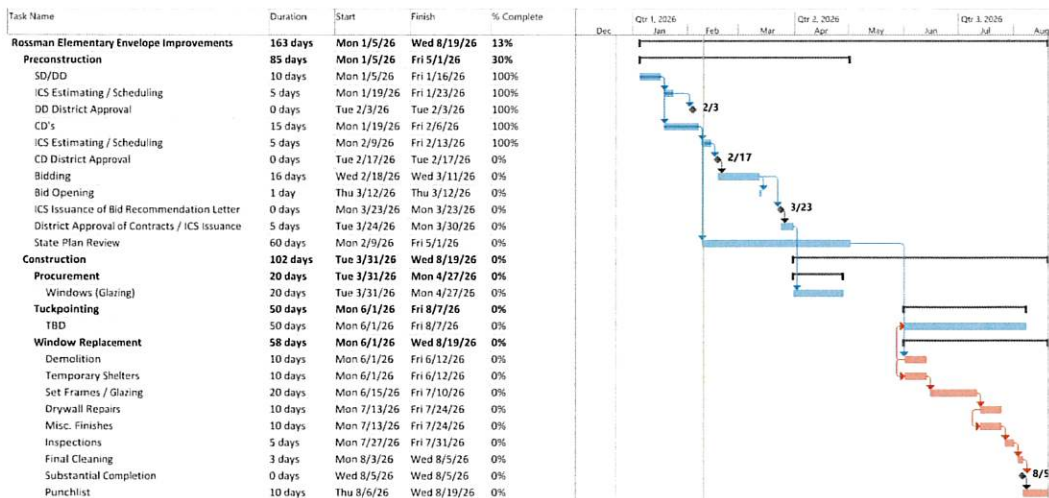 Task Name Duration Start Finish % Complete Dec Qtr 1, 2026 Jan Feb Mar Qtr 2, 2026 Apr May Jun Qtr 3, 2026 Jul Aug
Rossman Elementary Envelope Improvements 163 days Mon 1/5/26 Wed 8/19/26 13%
Preconstruction 85 days Mon 1/5/26 Fri 5/1/26 30%
SD/DD 10 days Mon 1/5/26 Fri 1/16/26 100%
ICS Estimating / Scheduling 5 days Mon 1/19/26 Fri 1/23/26 100%
DD District Approval 0 days Tue 2/3/26 Tue 2/3/26 100% 2/3
CD's 15 days Mon 1/19/26 Fri 2/6/26 100%
ICS Estimating / Scheduling 5 days Mon 2/9/26 Fri 2/13/26 100%
CD District Approval 0 days Tue 2/17/26 Tue 2/17/26 0% 2/17
Bidding 16 days Wed 2/18/26 Wed 3/11/26 0%
Bid Opening 1 day Thu 3/12/26 Thu 3/12/26 0%
ICS Issuance of Bid Recommendation Letter 0 days Mon 3/23/26 Mon 3/23/26 0% 3/23
District Approval of Contracts / ICS Issuance 5 days Tue 3/24/26 Mon 3/30/26 0%
State Plan Review 60 days Mon 2/9/26 Fri 5/1/26 0%
Construction 102 days Tue 3/31/26 Wed 8/19/26 0%
Procurement 20 days Tue 3/31/26 Mon 4/27/26 0%
Windows (Glazing) 20 days Tue 3/31/26 Mon 4/27/26 0%
Tuckpointing 50 days Mon 6/1/26 Fri 8/7/26 0%
TBD 50 days Mon 6/1/26 Fri 8/7/26 0%
Window Replacement 58 days Mon 6/1/26 Wed 8/19/26 0%
Demolition 10 days Mon 6/1/26 Fri 6/12/26 0%
Temporary Shelters 10 days Mon 6/1/26 Fri 6/12/26 0%
Set Frames / Glazing 20 days Mon 6/15/26 Fri 7/10/26 0%
Drywall Repairs 10 days Mon 7/13/26 Fri 7/24/26 0%
Misc. Finishes 10 days Mon 7/13/26 Fri 7/24/26 0%
Inspections 5 days Mon 7/27/26 Fri 7/31/26 0%
Final Cleaning 3 days Mon 8/3/26 Wed 8/5/26 0%
Substantial Completion 0 days Wed 8/5/26 Wed 8/5/26 0% 8/5
Punchlist 10 days Thu 8/6/26 Wed 8/19/26 0%